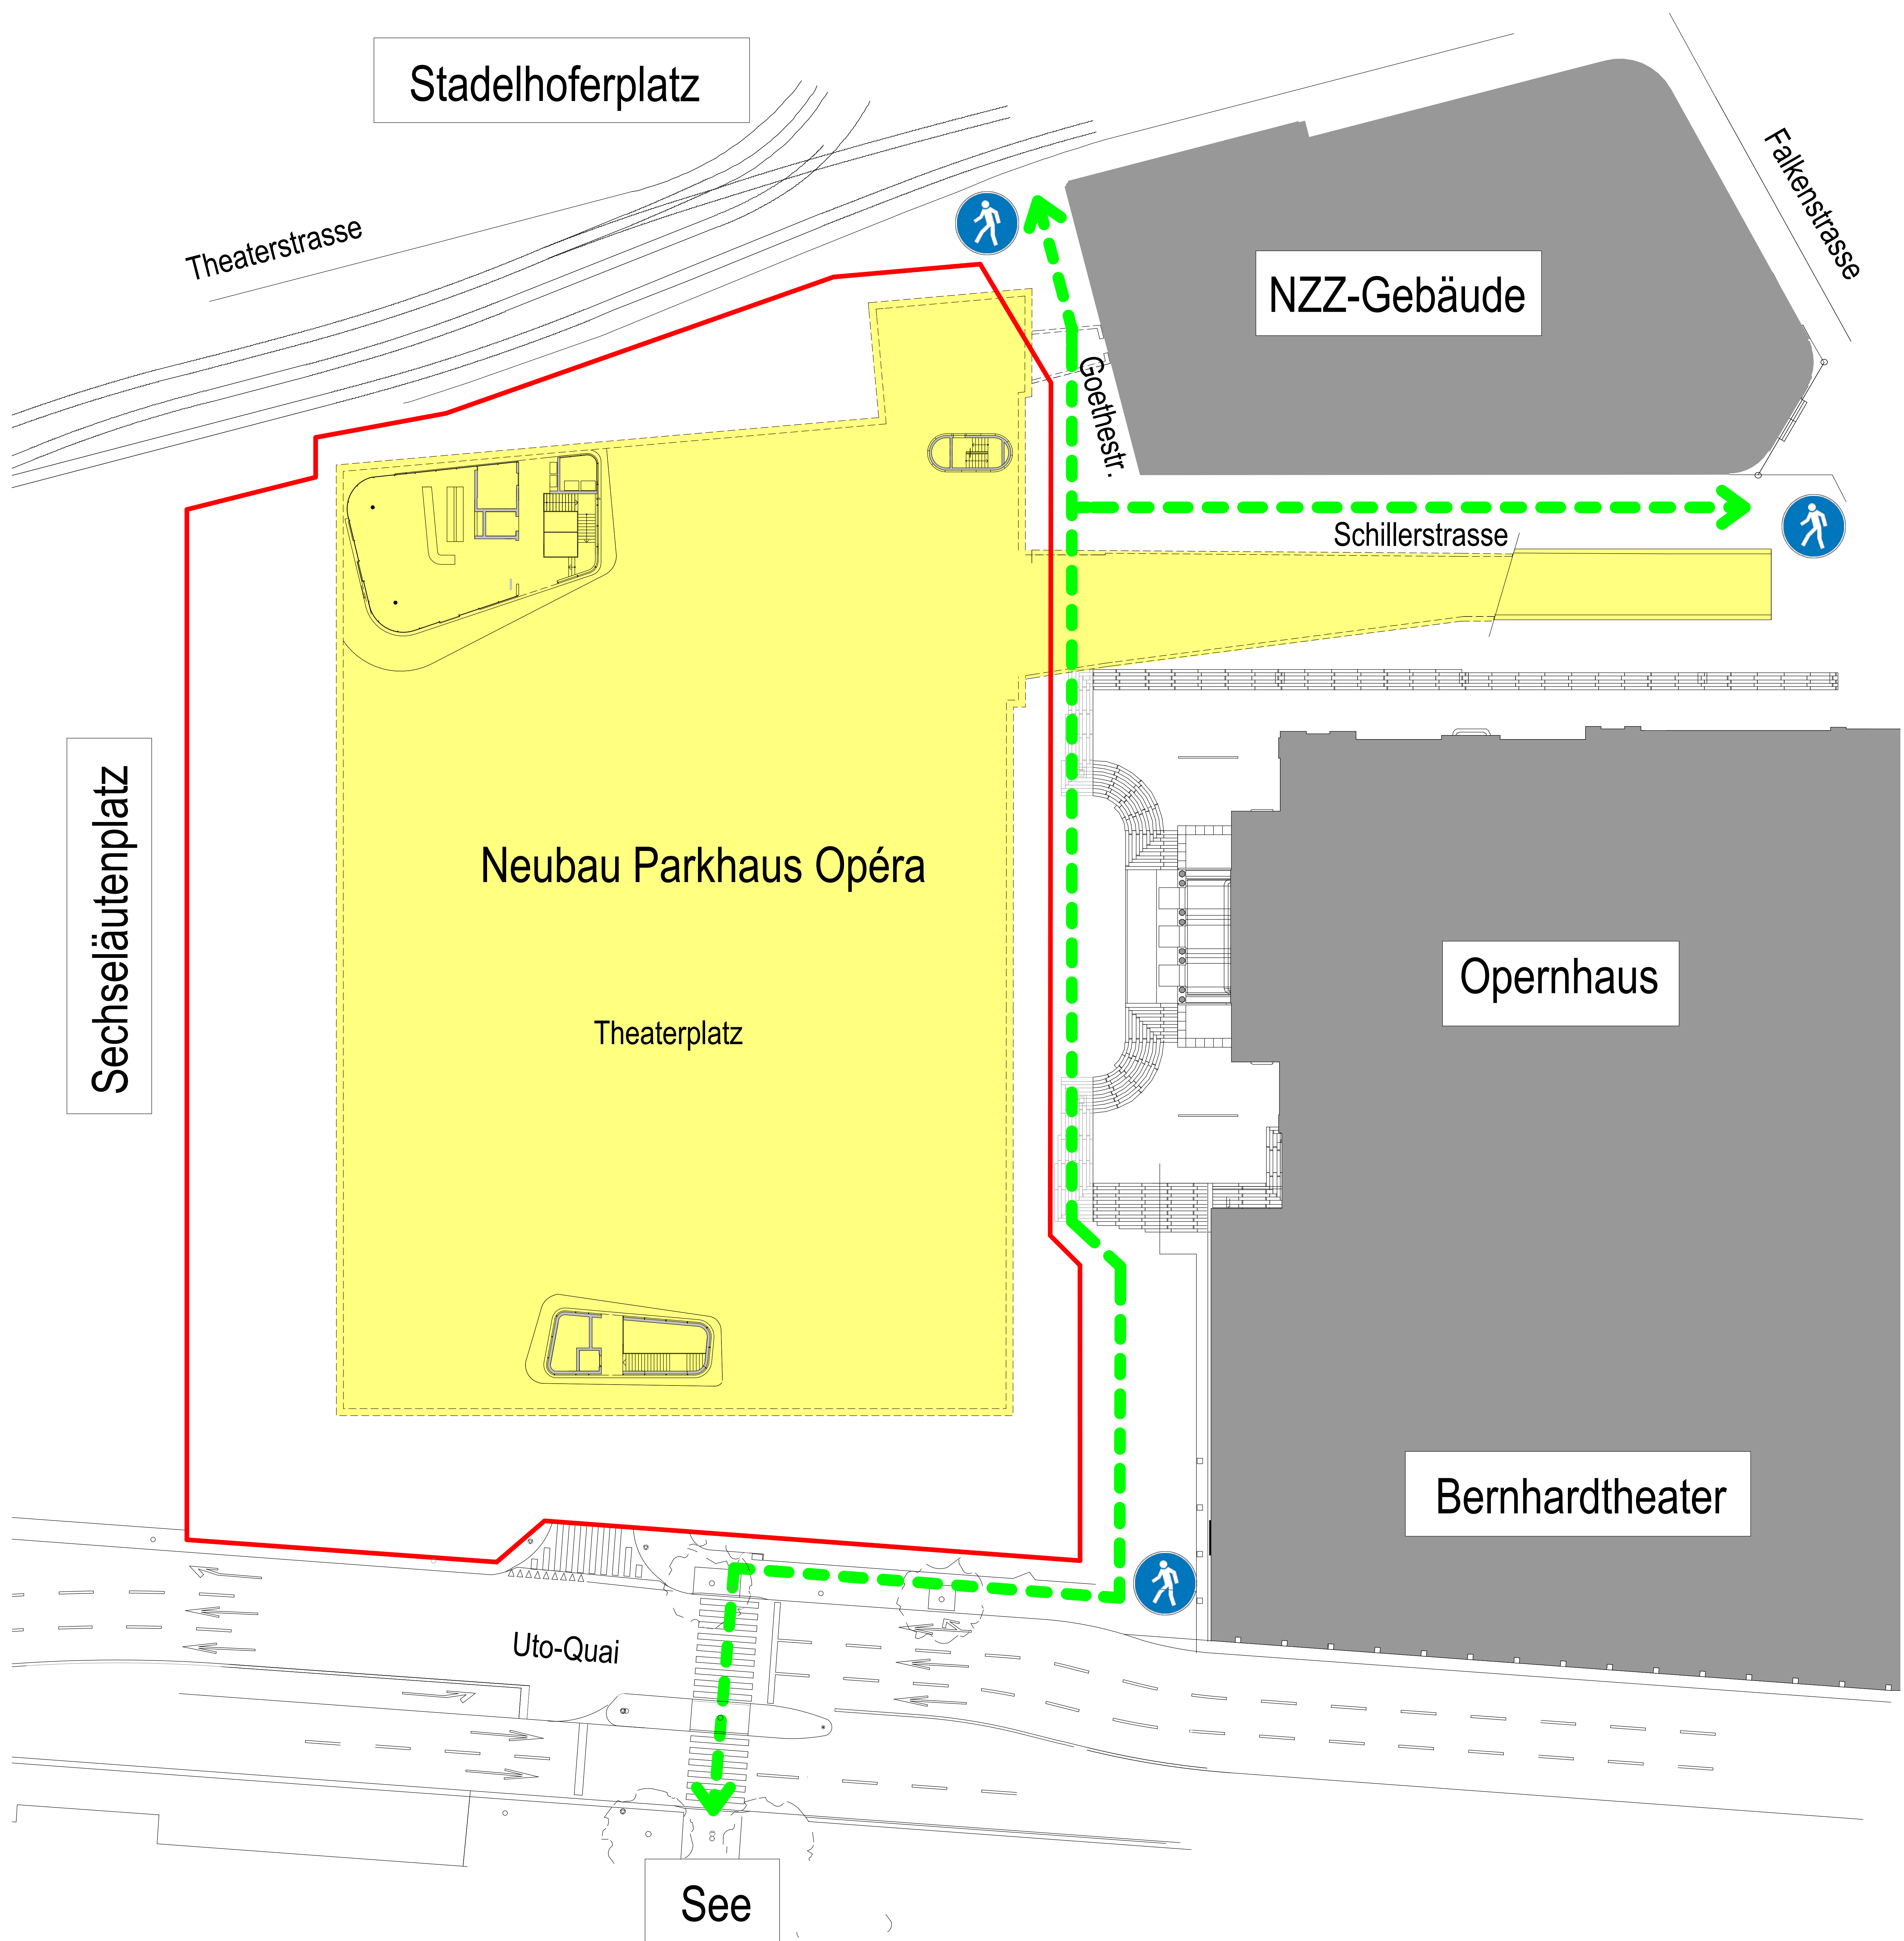 Stadelhoferplatz
Theaterstrasse
Falkenstrasse
NZZ-Gebäude
Goethestr.
Schillerstrasse
Sechseläutenplatz
Neubau Parkhaus Opéra
Theaterplatz
Opernhaus
Bernhardtheater
Uto-Quai
See